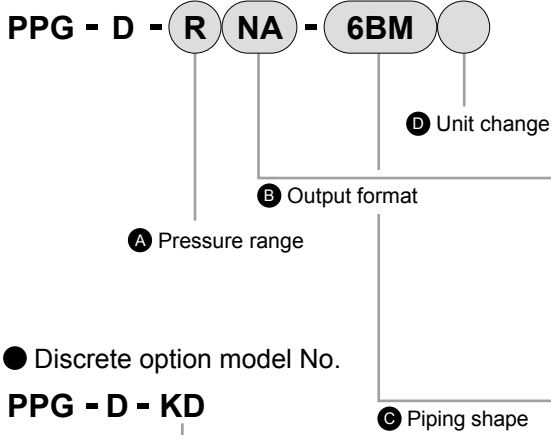 PPG - D - R NA - 6BM
D Unit change
B Output format
A Pressure range
● Discrete option model No.
PPG - D - KD
C Piping shape